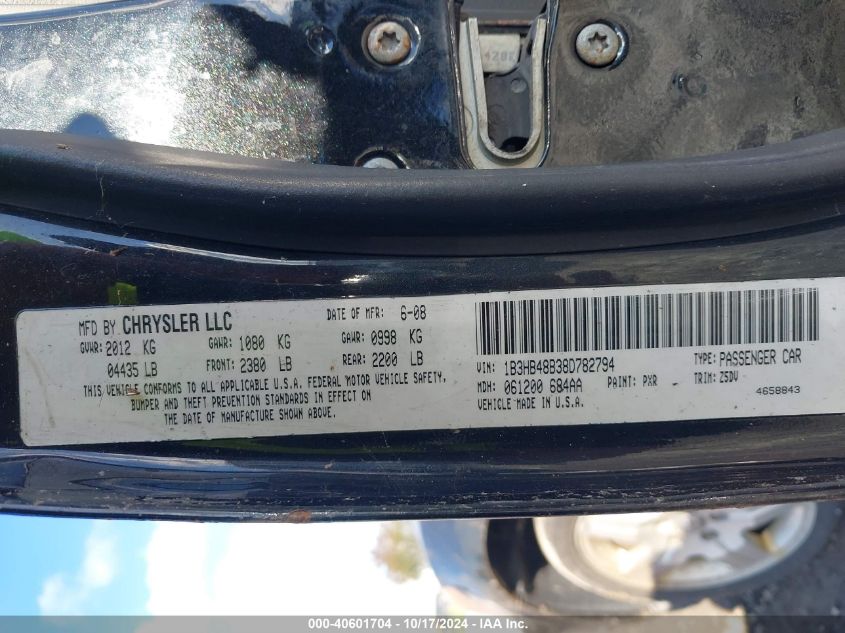 420E
MFD BY CHRYSLER LLC DATE OF MFR: 6-08
GVWR: 2012 KG GAWR: 1080 KG GAWR: 0998 KG
04435 LB FRONT: 2380 LB REAR: 2200 LB
THIS VEHICLE CONFORMS TO ALL APPLICABLE U.S.A. FEDERAL MOTOR VEHICLE SAFETY,
BUMPER AND THEFT PREVENTION STANDARDS IN EFFECT ON
THE DATE OF MANUFACTURE SHOWN ABOVE.
VIN: 1B3HB48B38D782794 TYPE: PASSENGER CAR
MDH: 061200 684AA PAINT: PXR TRIM: Z5DV
VEHICLE MADE IN U.S.A. 4658843
000-40601704 - 10/17/2024 - IAA Inc.